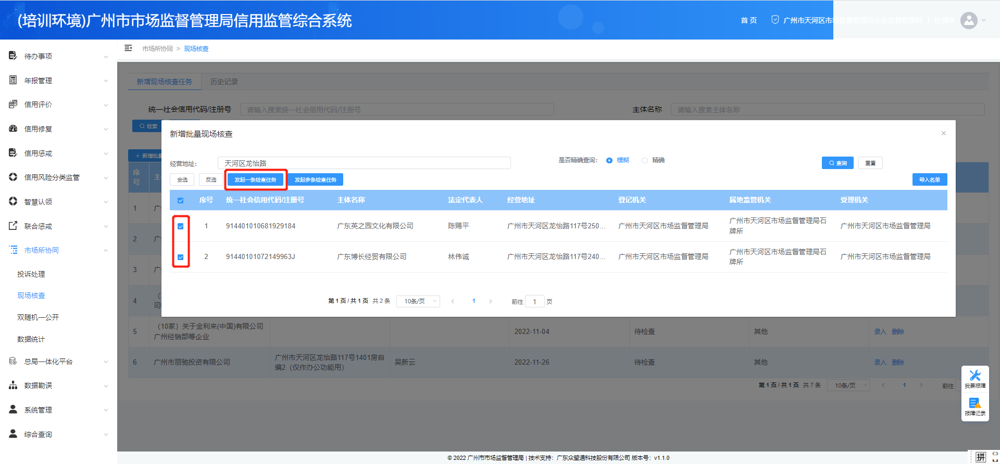 (培训环境)广州市市场监督管理局信用监管综合系统
首页
广州市天河区市场监督管理局企业监督管理科
待办事项
年报管理
信用评价
信用修复
信用惩戒
信用风险分类监管
智慧认领
联合惩戒
市场所协同
投诉处理
现场核查
双随机一公开
数据统计
总局一体化平台
数据勘误
系统管理
综合查询
市场所协同 > 现场核查
新增现场核查任务 历史记录
统一社会信用代码/注册号 请输入搜索统一社会信用代码/注册号 主体名称 请输入搜索主体名称
检索
新增批量
序号 主
1 广
2 广
3 广
4
新增批量现场核查
经营地址: 天河区龙怡路 是否精确查询: 模糊 精确 查询 重置
全选 反选 发起一条检查任务 发起多条检查任务 导入名单
序号 统一社会信用代码/注册号 主体名称 法定代表人 经营地址 登记机关 属地监管机关 受理机关
1 914401010681929184 广东英之园文化有限公司 陈赐平 广州市天河区龙怡路117号250... 广州市天河区市场监督管理局 广州市天河区市场监督管理局石牌所 广州市天河区市场监督管理局
2 91440101072149963J 广东博长经贸有限公司 林伟诚 广州市天河区龙怡路117号240... 广州市天河区市场监督管理局 广州市天河区市场监督管理局石牌所 广州市天河区市场监督管理局
第 1 页 / 共 1 页 共 2 条 10条/页 < 1 > 前往 1 页
5 （10家）关于金利来(中国)有限公司广州经销部等企业 2022-11-04 待检查 其他 录入 删除
6 广州市丽驰投资有限公司 广州市天河区龙怡路117号1401房自编2（仅作办公功能用） 吴新云 2022-11-26 待检查 其他 录入 删除
第 1 页 / 共 1 页 共 7 条 10条/页 < 1 > 前往
我要报障
报障记录
© 2022 广州市市场监督管理局 | 技术支持：广东众望通科技股份有限公司 版本号：v1.1.0
拼